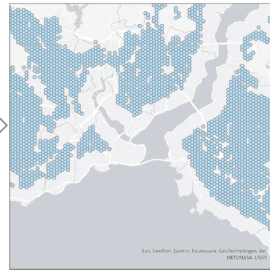 Esri, TomTom, Garmin, Foursquare, GeoTechnologies, Inc,
METI/NASA, USGS